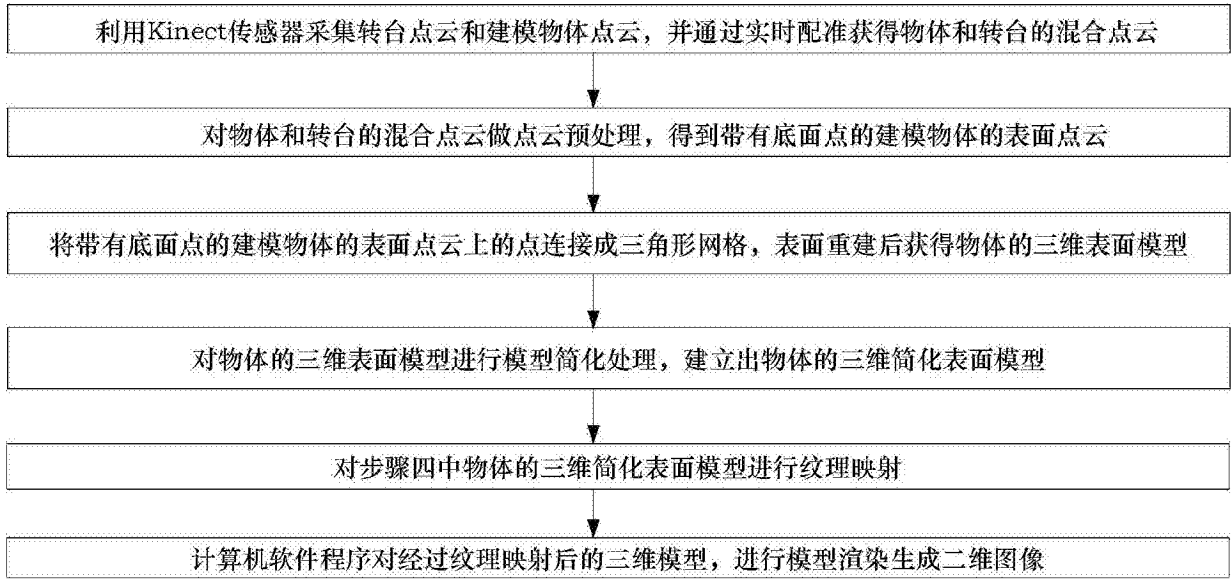 利用Kinect传感器采集转台点云和建模物体点云，并通过实时配准获得物体和转台的混合点云
对物体和转台的混合点云做点云预处理，得到带有底面点的建模物体的表面点云
将带有底面点的建模物体的表面点云上的点连接成三角形网格，表面重建后获得物体的三维表面模型
对物体的三维表面模型进行模型简化处理，建立出物体的三维简化表面模型
对步骤四中物体的三维简化表面模型进行纹理映射
计算机软件程序对经过纹理映射后的三维模型，进行模型渲染生成二维图像